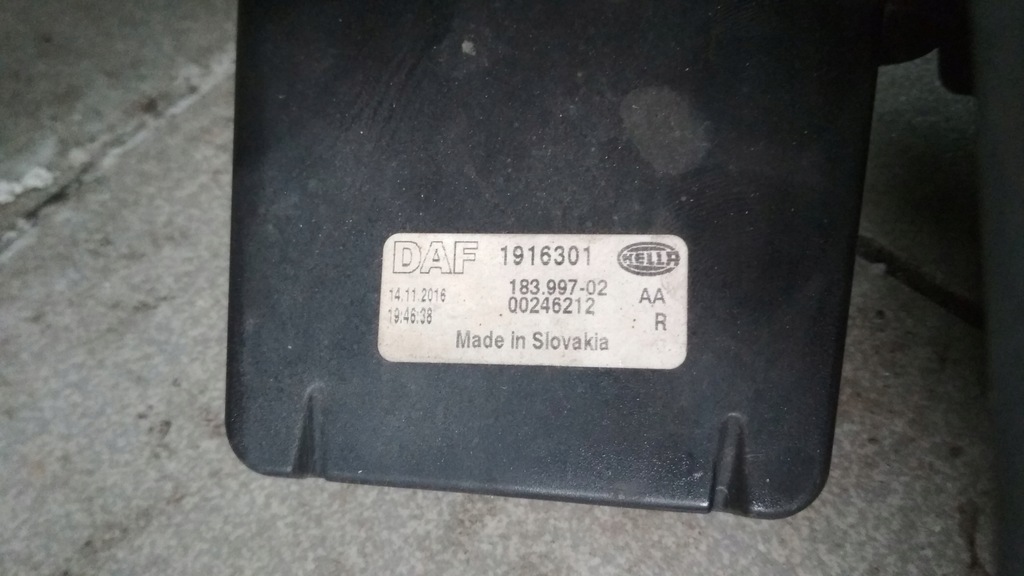 DAF 1916301 HELLA
14.11.2016 183.997-02 AA
19:46:38 00246212 R
Made in Slovakia